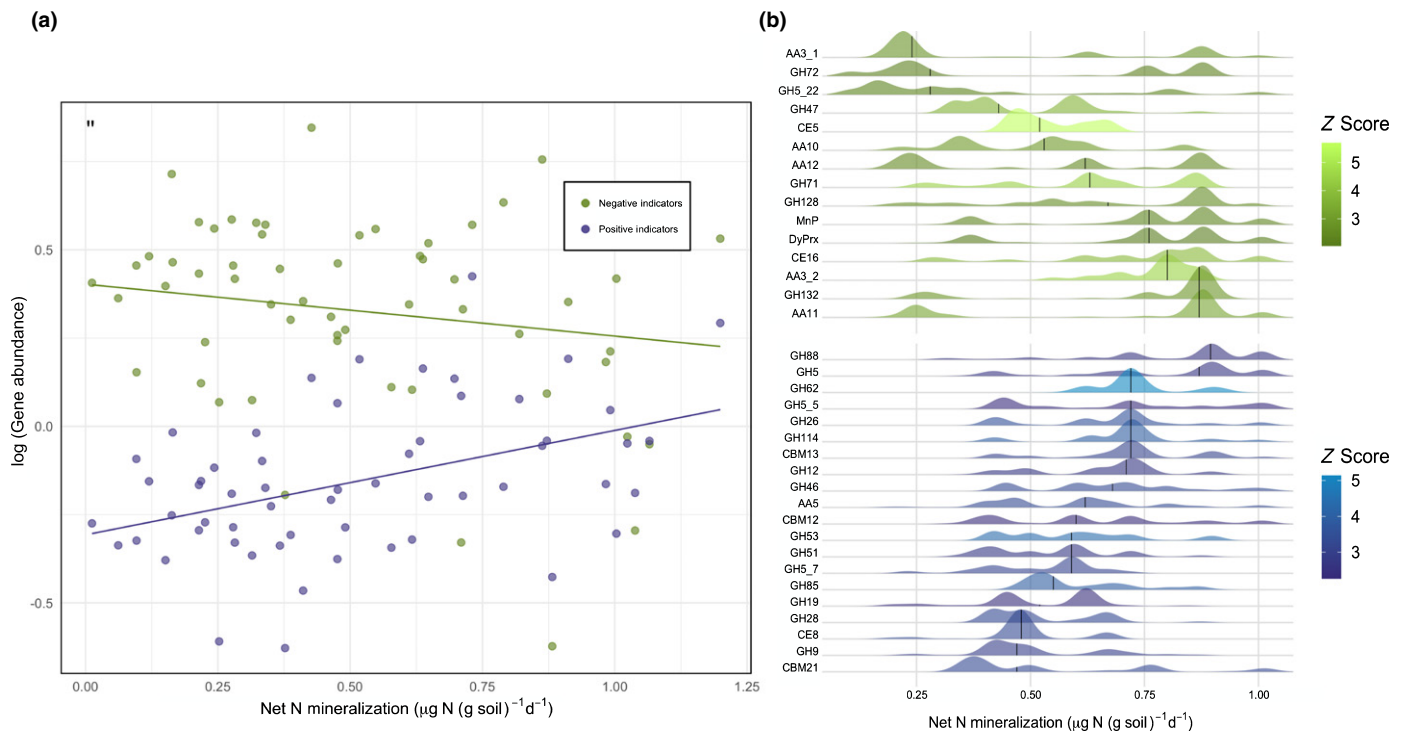 (a)
"
Negative indicators
Positive indicators
0.5
0.0
-0.5
log (Gene abundance)
0.00 0.25 0.50 0.75 1.00 1.25
Net N mineralization (μg N (g soil)⁻¹d⁻¹)
(b)
AA3_1
GH72
GH5_22
GH47
CE5
AA10
AA12
GH71
GH128
MnP
DyPrx
CE16
AA3_2
GH132
AA11
GH88
GH5
GH62
GH5_5
GH26
GH114
CBM13
GH12
GH46
AA5
CBM12
GH53
GH51
GH5_7
GH85
GH19
GH28
CE8
GH9
CBM21
0.25 0.50 0.75 1.00
Net N mineralization (μg N (g soil)⁻¹d⁻¹)
Z Score
5
4
3
Z Score
5
4
3